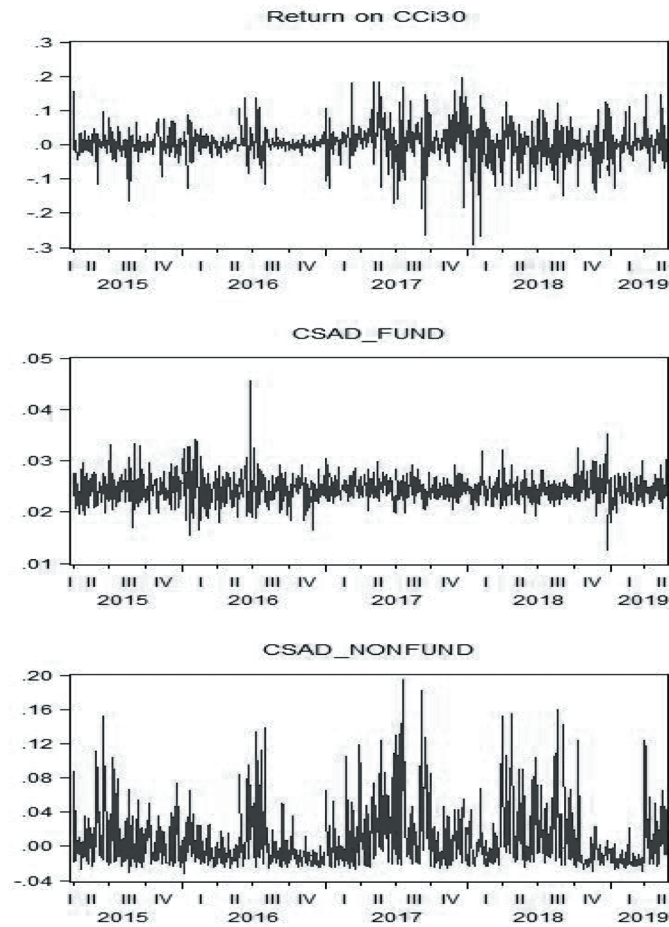 Return on CCi30
.3
.2
.1
.0
-.1
-.2
-.3
I II III IV I II III IV I II III IV I II III IV I II
2015 2016 2017 2018 2019
CSAD_FUND
.05
.04
.03
.02
.01
I II III IV I II III IV I II III IV I II III IV I II
2015 2016 2017 2018 2019
CSAD_NONFUND
.20
.16
.12
.08
.04
.00
-.04
I II III IV I II III IV I II III IV I II III IV I II
2015 2016 2017 2018 2019